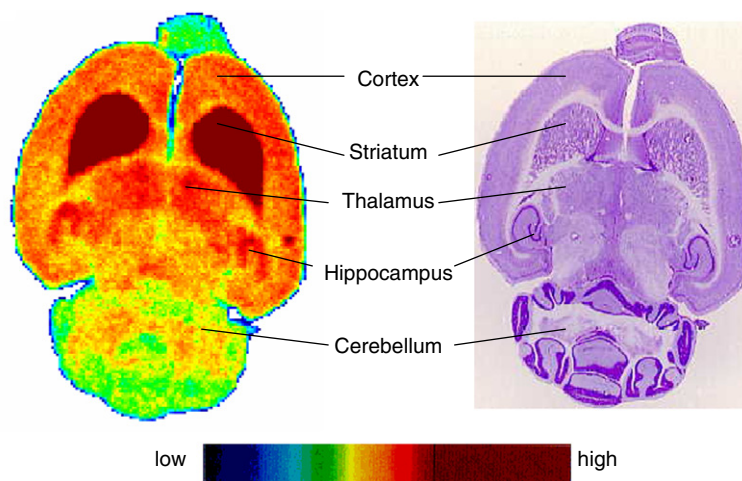 Cortex
Striatum
Thalamus
Hippocampus
Cerebellum
low high